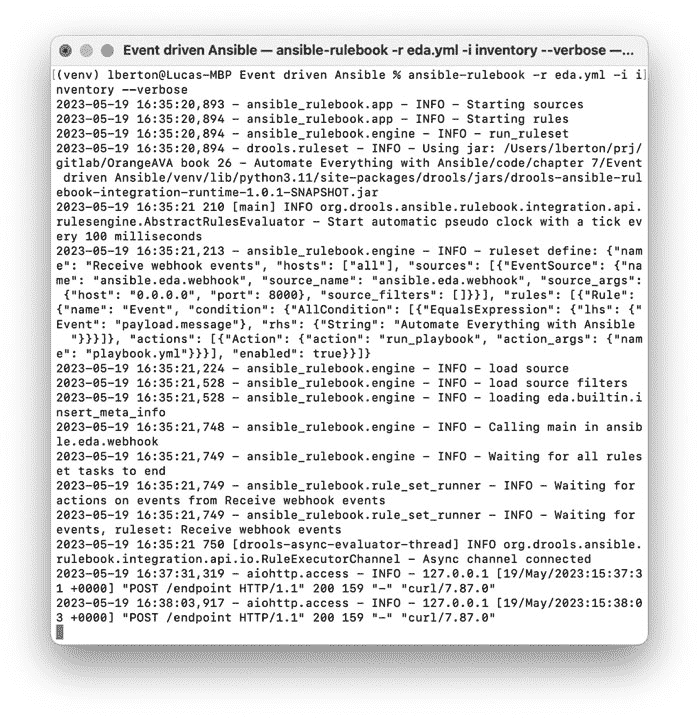 Event driven Ansible — ansible-rulebook -r eda.yml -i inventory --verbose —...
[(venv) lberton@Lucas-MBP Event driven Ansible % ansible-rulebook -r eda.yml -i i]
nventory --verbose
2023-05-19 16:35:20,893 - ansible_rulebook.app - INFO - Starting sources
2023-05-19 16:35:20,894 - ansible_rulebook.app - INFO - Starting rules
2023-05-19 16:35:20,894 - ansible_rulebook.engine - INFO - run_ruleset
2023-05-19 16:35:20,894 - drools.ruleset - INFO - Using jar: /Users/lberton/prj/
gitlab/OrangeAVA book 26 - Automate Everything with Ansible/code/chapter 7/Event
 driven Ansible/venv/lib/python3.11/site-packages/drools/jars/drools-ansible-rul
ebook-integration-runtime-1.0.1-SNAPSHOT.jar
2023-05-19 16:35:21 210 [main] INFO org.drools.ansible.rulebook.integration.api.
rulesengine.AbstractRulesEvaluator - Start automatic pseudo clock with a tick ev
ery 100 milliseconds
2023-05-19 16:35:21,213 - ansible_rulebook.engine - INFO - ruleset define: {"nam
e": "Receive webhook events", "hosts": ["all"], "sources": [{"EventSource": {"na
me": "ansible.eda.webhook", "source_name": "ansible.eda.webhook", "source_args":
 {"host": "0.0.0.0", "port": 8000}, "source_filters": []}}], "rules": [{"Rule":
{"name": "Event", "condition": {"AllCondition": [{"EqualsExpression": {"lhs": {"
Event": "payload.message"}, "rhs": {"String": "Automate Everything with Ansible
 "}}}]}, "actions": [{"Action": {"action": "run_playbook", "action_args": {"nam
e": "playbook.yml"}}}], "enabled": true}}]}
2023-05-19 16:35:21,224 - ansible_rulebook.engine - INFO - load source
2023-05-19 16:35:21,528 - ansible_rulebook.engine - INFO - load source filters
2023-05-19 16:35:21,528 - ansible_rulebook.engine - INFO - loading eda.builtin.i
nsert_meta_info
2023-05-19 16:35:21,748 - ansible_rulebook.engine - INFO - Calling main in ansib
le.eda.webhook
2023-05-19 16:35:21,749 - ansible_rulebook.engine - INFO - Waiting for all rules
et tasks to end
2023-05-19 16:35:21,749 - ansible_rulebook.rule_set_runner - INFO - Waiting for
actions on events from Receive webhook events
2023-05-19 16:35:21,749 - ansible_rulebook.rule_set_runner - INFO - Waiting for
events, ruleset: Receive webhook events
2023-05-19 16:35:21 750 [drools-async-evaluator-thread] INFO org.drools.ansible.
rulebook.integration.api.io.RuleExecutorChannel - Async channel connected
2023-05-19 16:37:31,319 - aiohttp.access - INFO - 127.0.0.1 [19/May/2023:15:37:3
1 +0000] "POST /endpoint HTTP/1.1" 200 159 "-" "curl/7.87.0"
2023-05-19 16:38:03,917 - aiohttp.access - INFO - 127.0.0.1 [19/May/2023:15:38:0
3 +0000] "POST /endpoint HTTP/1.1" 200 159 "-" "curl/7.87.0"